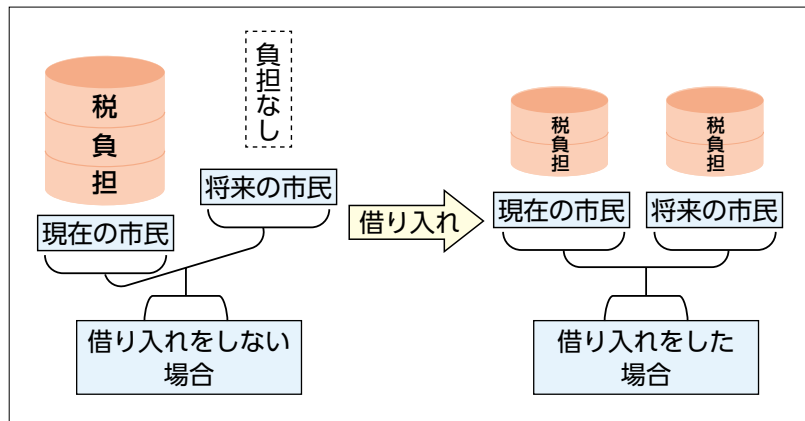 税負担
現在の市民
負担なし
将来の市民
借り入れをしない
場合
借り入れ
税負担
現在の市民
税負担
将来の市民
借り入れをした
場合